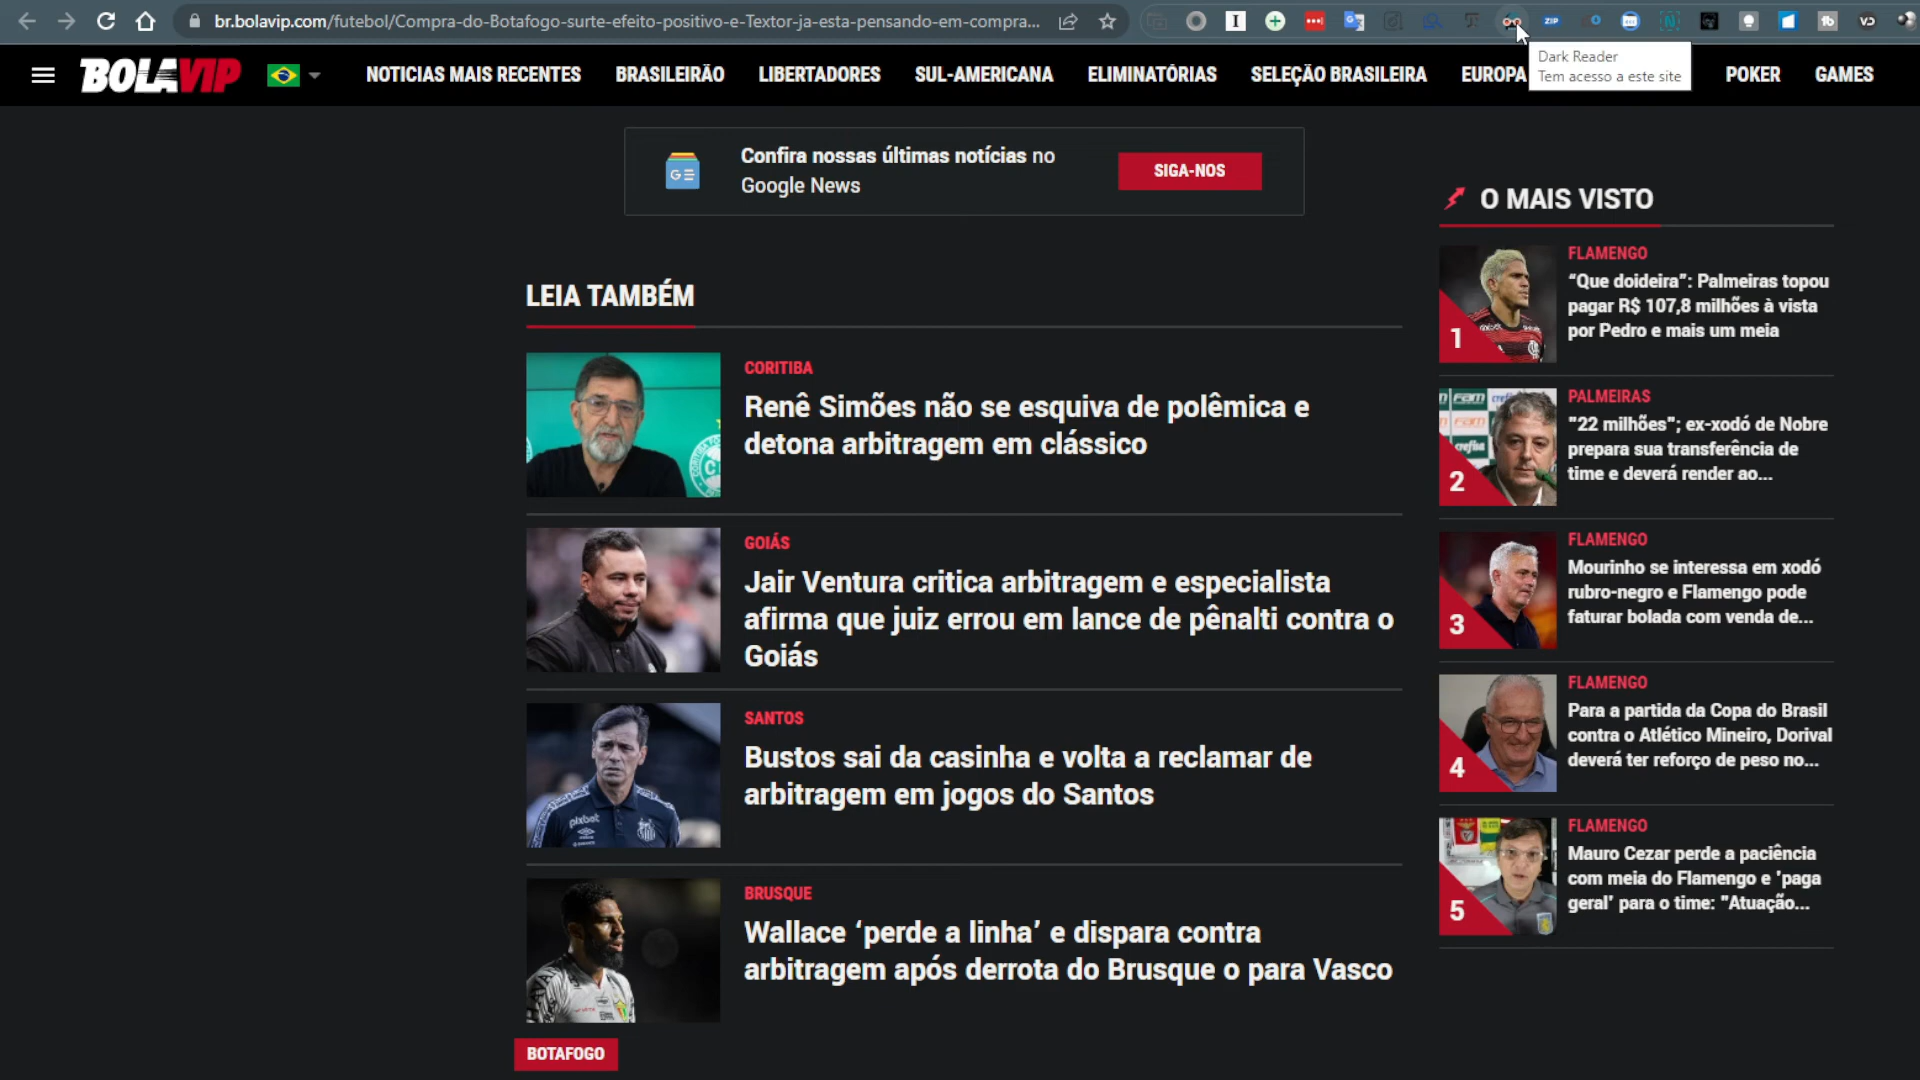 br.bolavip.com/futebol/Compra-do-Botafogo-surte-efeito-positivo-e-Textor-ja-esta-pensando-em-compra...
ZIP
Dark Reader
Tem acesso a este site
BOLAVIP
NOTICIAS MAIS RECENTES
BRASILEIRÃO
LIBERTADORES
SUL-AMERICANA
ELIMINATÓRIAS
SELEÇÃO BRASILEIRA
EUROPA
POKER
GAMES
Confira nossas últimas notícias no
Google News
SIGA-NOS
LEIA TAMBÉM
CORITIBA
Renê Simões não se esquiva de polêmica e
detona arbitragem em clássico
GOIÁS
Jair Ventura critica arbitragem e especialista
afirma que juiz errou em lance de pênalti contra o
Goiás
SANTOS
Bustos sai da casinha e volta a reclamar de
arbitragem em jogos do Santos
pixbet
BRUSQUE
Wallace ‘perde a linha’ e dispara contra
arbitragem após derrota do Brusque o para Vasco
BOTAFOGO
O MAIS VISTO
1
FLAMENGO
“Que doideira”: Palmeiras topou
pagar R$ 107,8 milhões à vista
por Pedro e mais um meia
2
PALMEIRAS
"22 milhões"; ex-xodó de Nobre
prepara sua transferência de
time e deverá render ao...
3
FLAMENGO
Mourinho se interessa em xodó
rubro-negro e Flamengo pode
faturar bolada com venda de...
4
FLAMENGO
Para a partida da Copa do Brasil
contra o Atlético Mineiro, Dorival
deverá ter reforço de peso no...
5
FLAMENGO
Mauro Cezar perde a paciência
com meia do Flamengo e 'paga
geral' para o time: "Atuação...